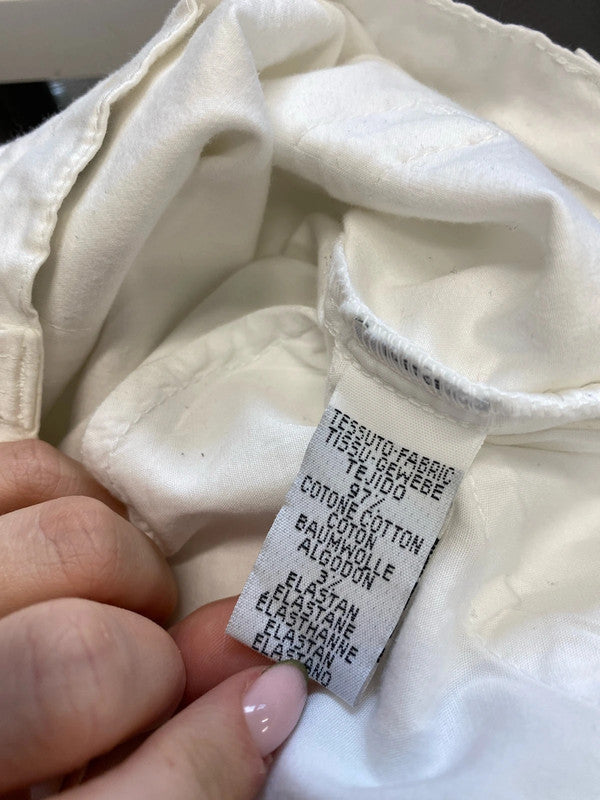 TESSUTO-FABRIC
TISSU-GEWEBE
TEJIDO
97%
COTONE,COTTON
COTON
BAUMWOLLE
ALGODON
3%
ELASTAN
ELASTANE
ELASTHANNE
ELASTAN
ELASTANO